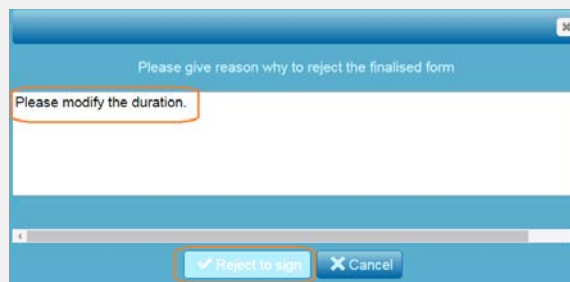 Please give reason why to reject the finalised form
Please modify the duration.
Reject to sign Cancel